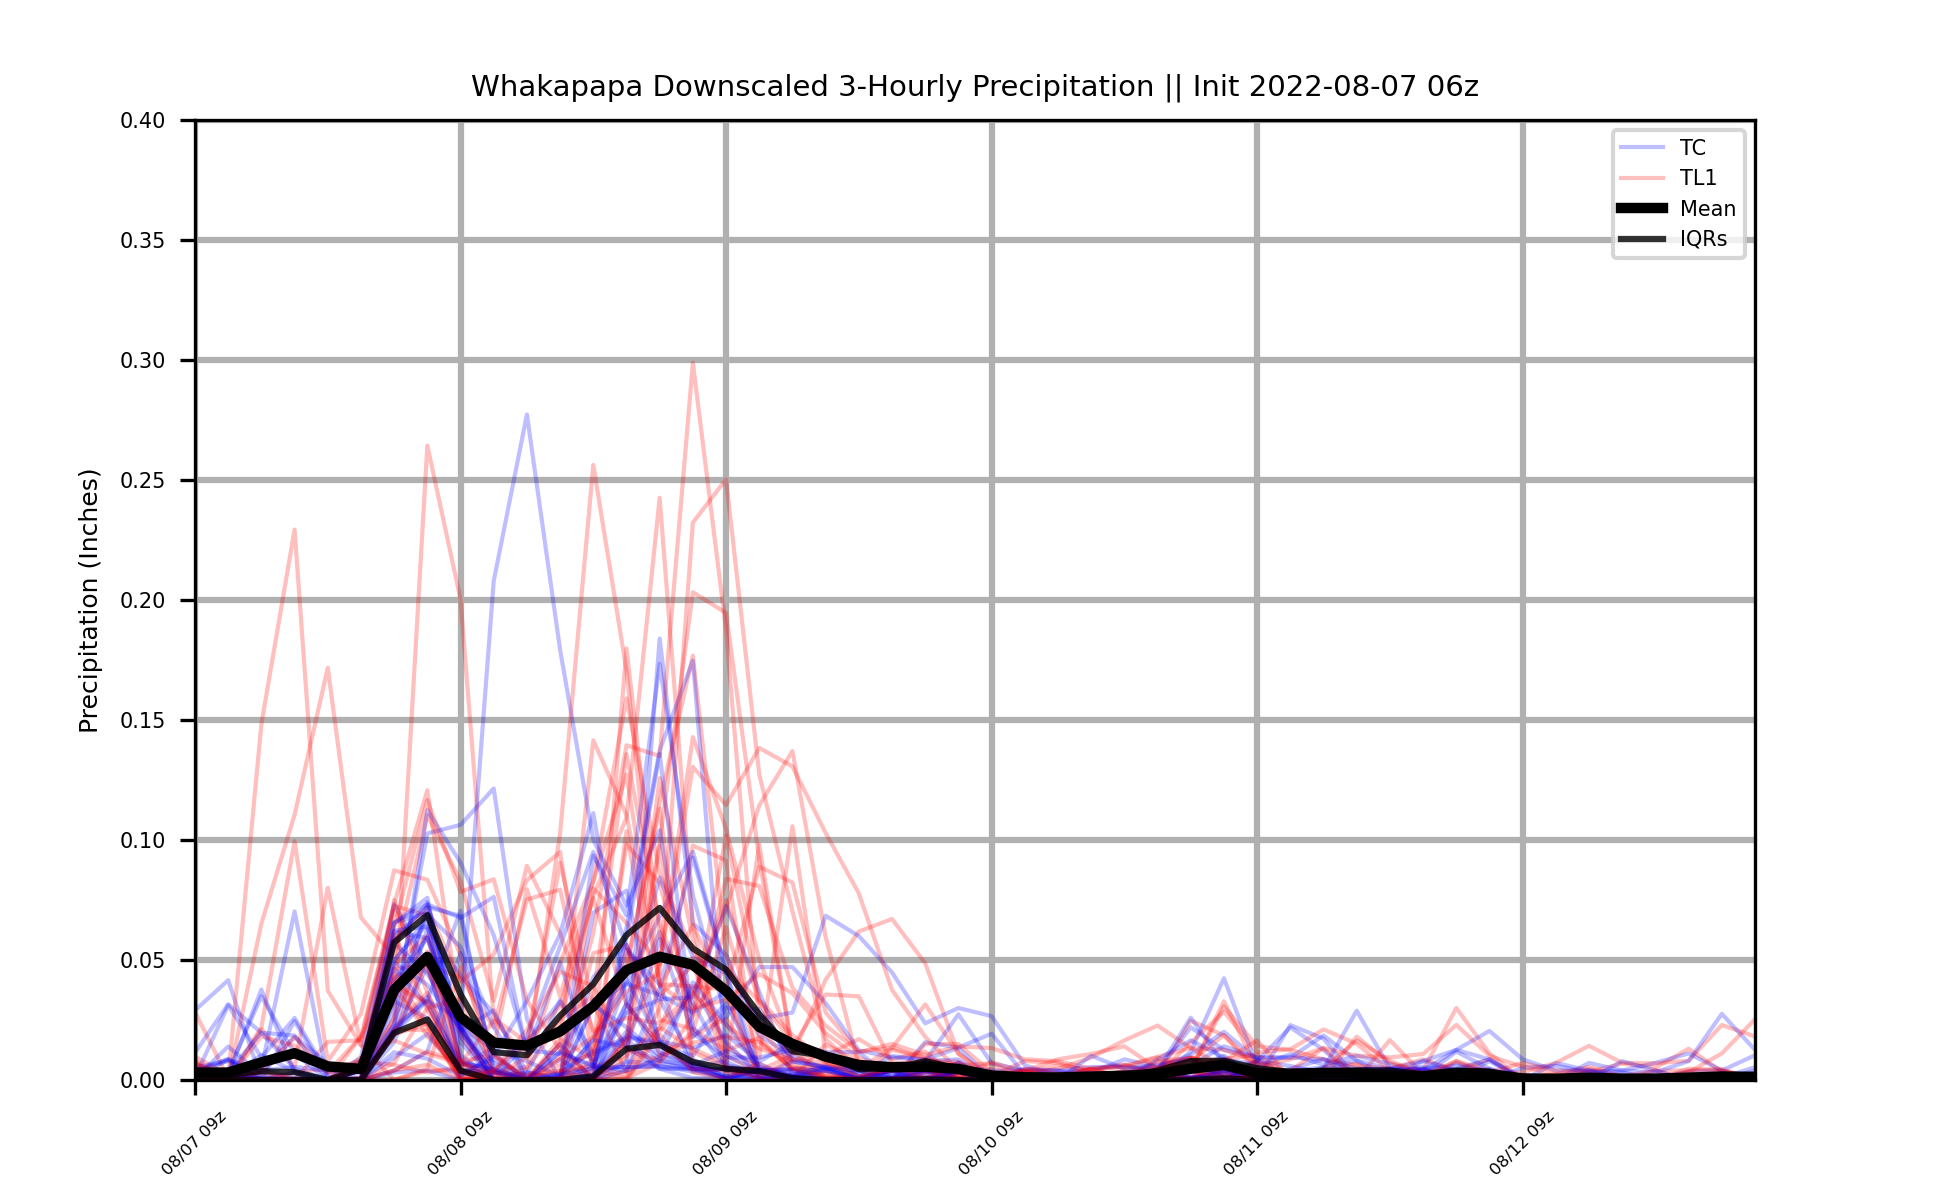 Whakapapa Downscaled 3-Hourly Precipitation || Init 2022-08-07 06z
TC
TL1
Mean
IQRs
Precipitation (Inches)
0.40
0.35
0.30
0.25
0.20
0.15
0.10
0.05
0.00
08/07 09z
08/08 09z
08/09 09z
08/10 09z
08/11 09z
08/12 09z